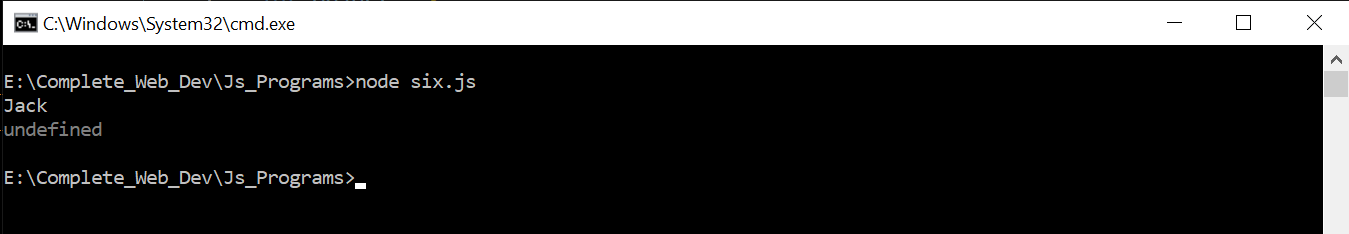 C:\Windows\System32\cmd.exe
E:\Complete_Web_Dev\Js_Programs>node six.js
Jack
undefined
E:\Complete_Web_Dev\Js_Programs>